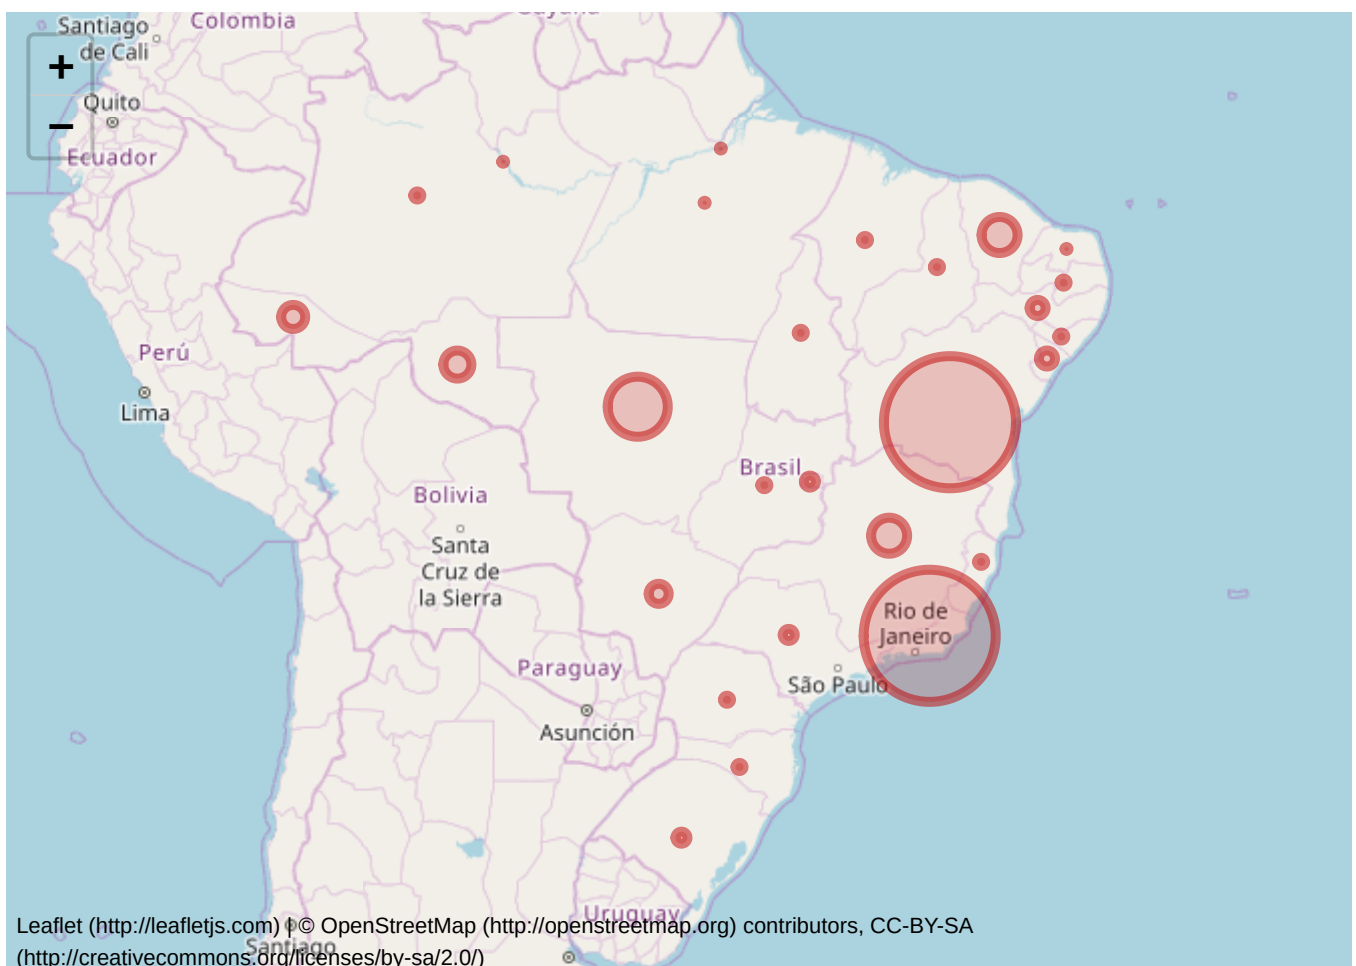 Colombia
Guyana
Santiago
de Cali
+
Quito
−
Ecuador
Perú
Lima
Brasil
Bolivia
Santa
Cruz de
la Sierra
Rio de
Janeiro
Paraguay
São Paulo
Asunción
Uruguay
Leaflet (http://leafletjs.com) | © OpenStreetMap (http://openstreetmap.org) contributors, CC-BY-SA
Santiago
(http://creativecommons.org/licenses/by-sa/2.0/)